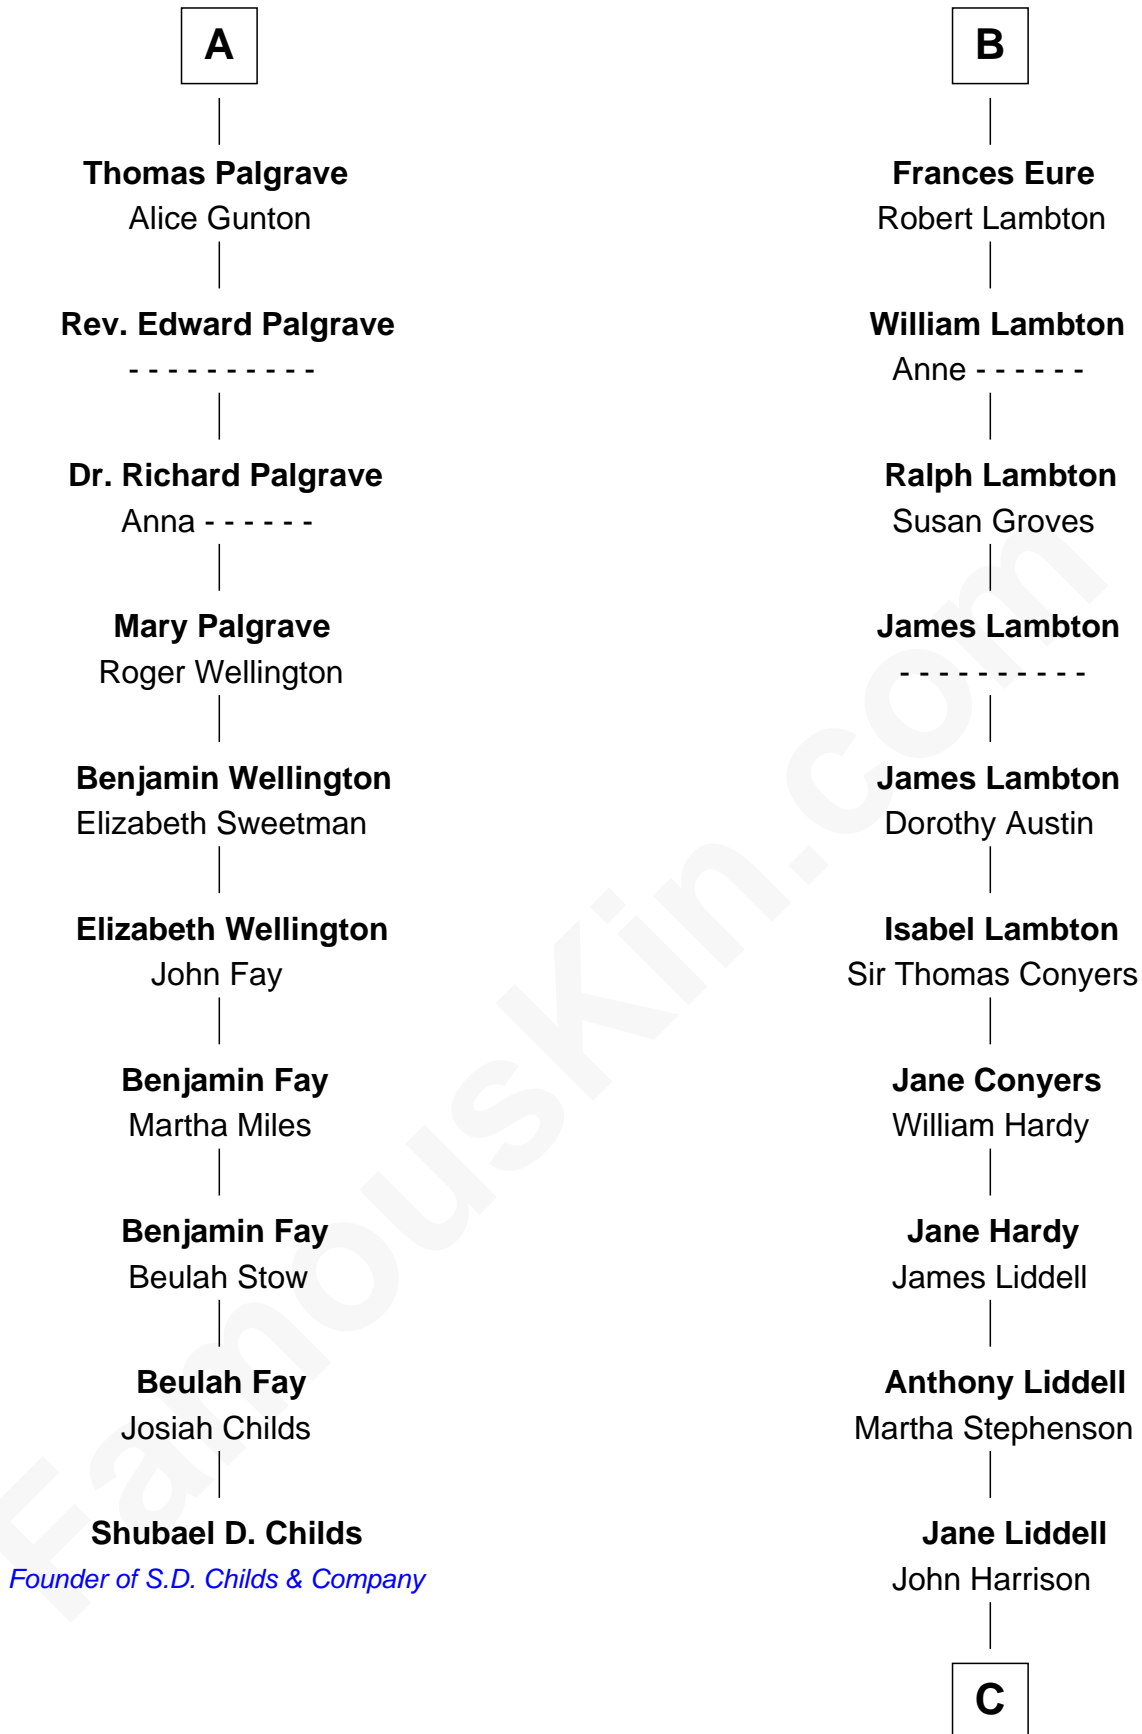 A
Thomas Palgrave
Alice Gunton
Rev. Edward Palgrave
- - - - - - - - - -
Dr. Richard Palgrave
Anna - - - - - -
Mary Palgrave
Roger Wellington
Benjamin Wellington
Elizabeth Sweetman
Elizabeth Wellington
John Fay
Benjamin Fay
Martha Miles
Benjamin Fay
Beulah Stow
Beulah Fay
Josiah Childs
Shubael D. Childs
Founder of S.D. Childs & Company
B
Frances Eure
Robert Lambton
William Lambton
Anne - - - - - -
Ralph Lambton
Susan Groves
James Lambton
- - - - - - - - - -
James Lambton
Dorothy Austin
Isabel Lambton
Sir Thomas Conyers
Jane Conyers
William Hardy
Jane Hardy
James Liddell
Anthony Liddell
Martha Stephenson
Jane Liddell
John Harrison
C
FamousKin.com